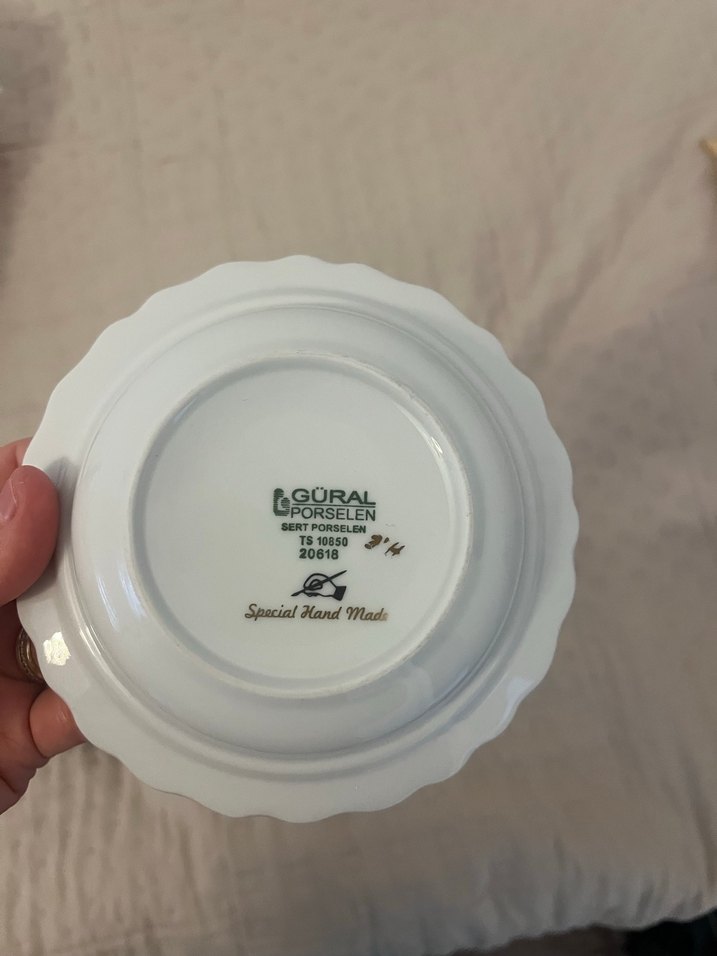 GÜRAL
PORSELEN
SERT PORSELEN
TS 10850
20618
Special Hand Made